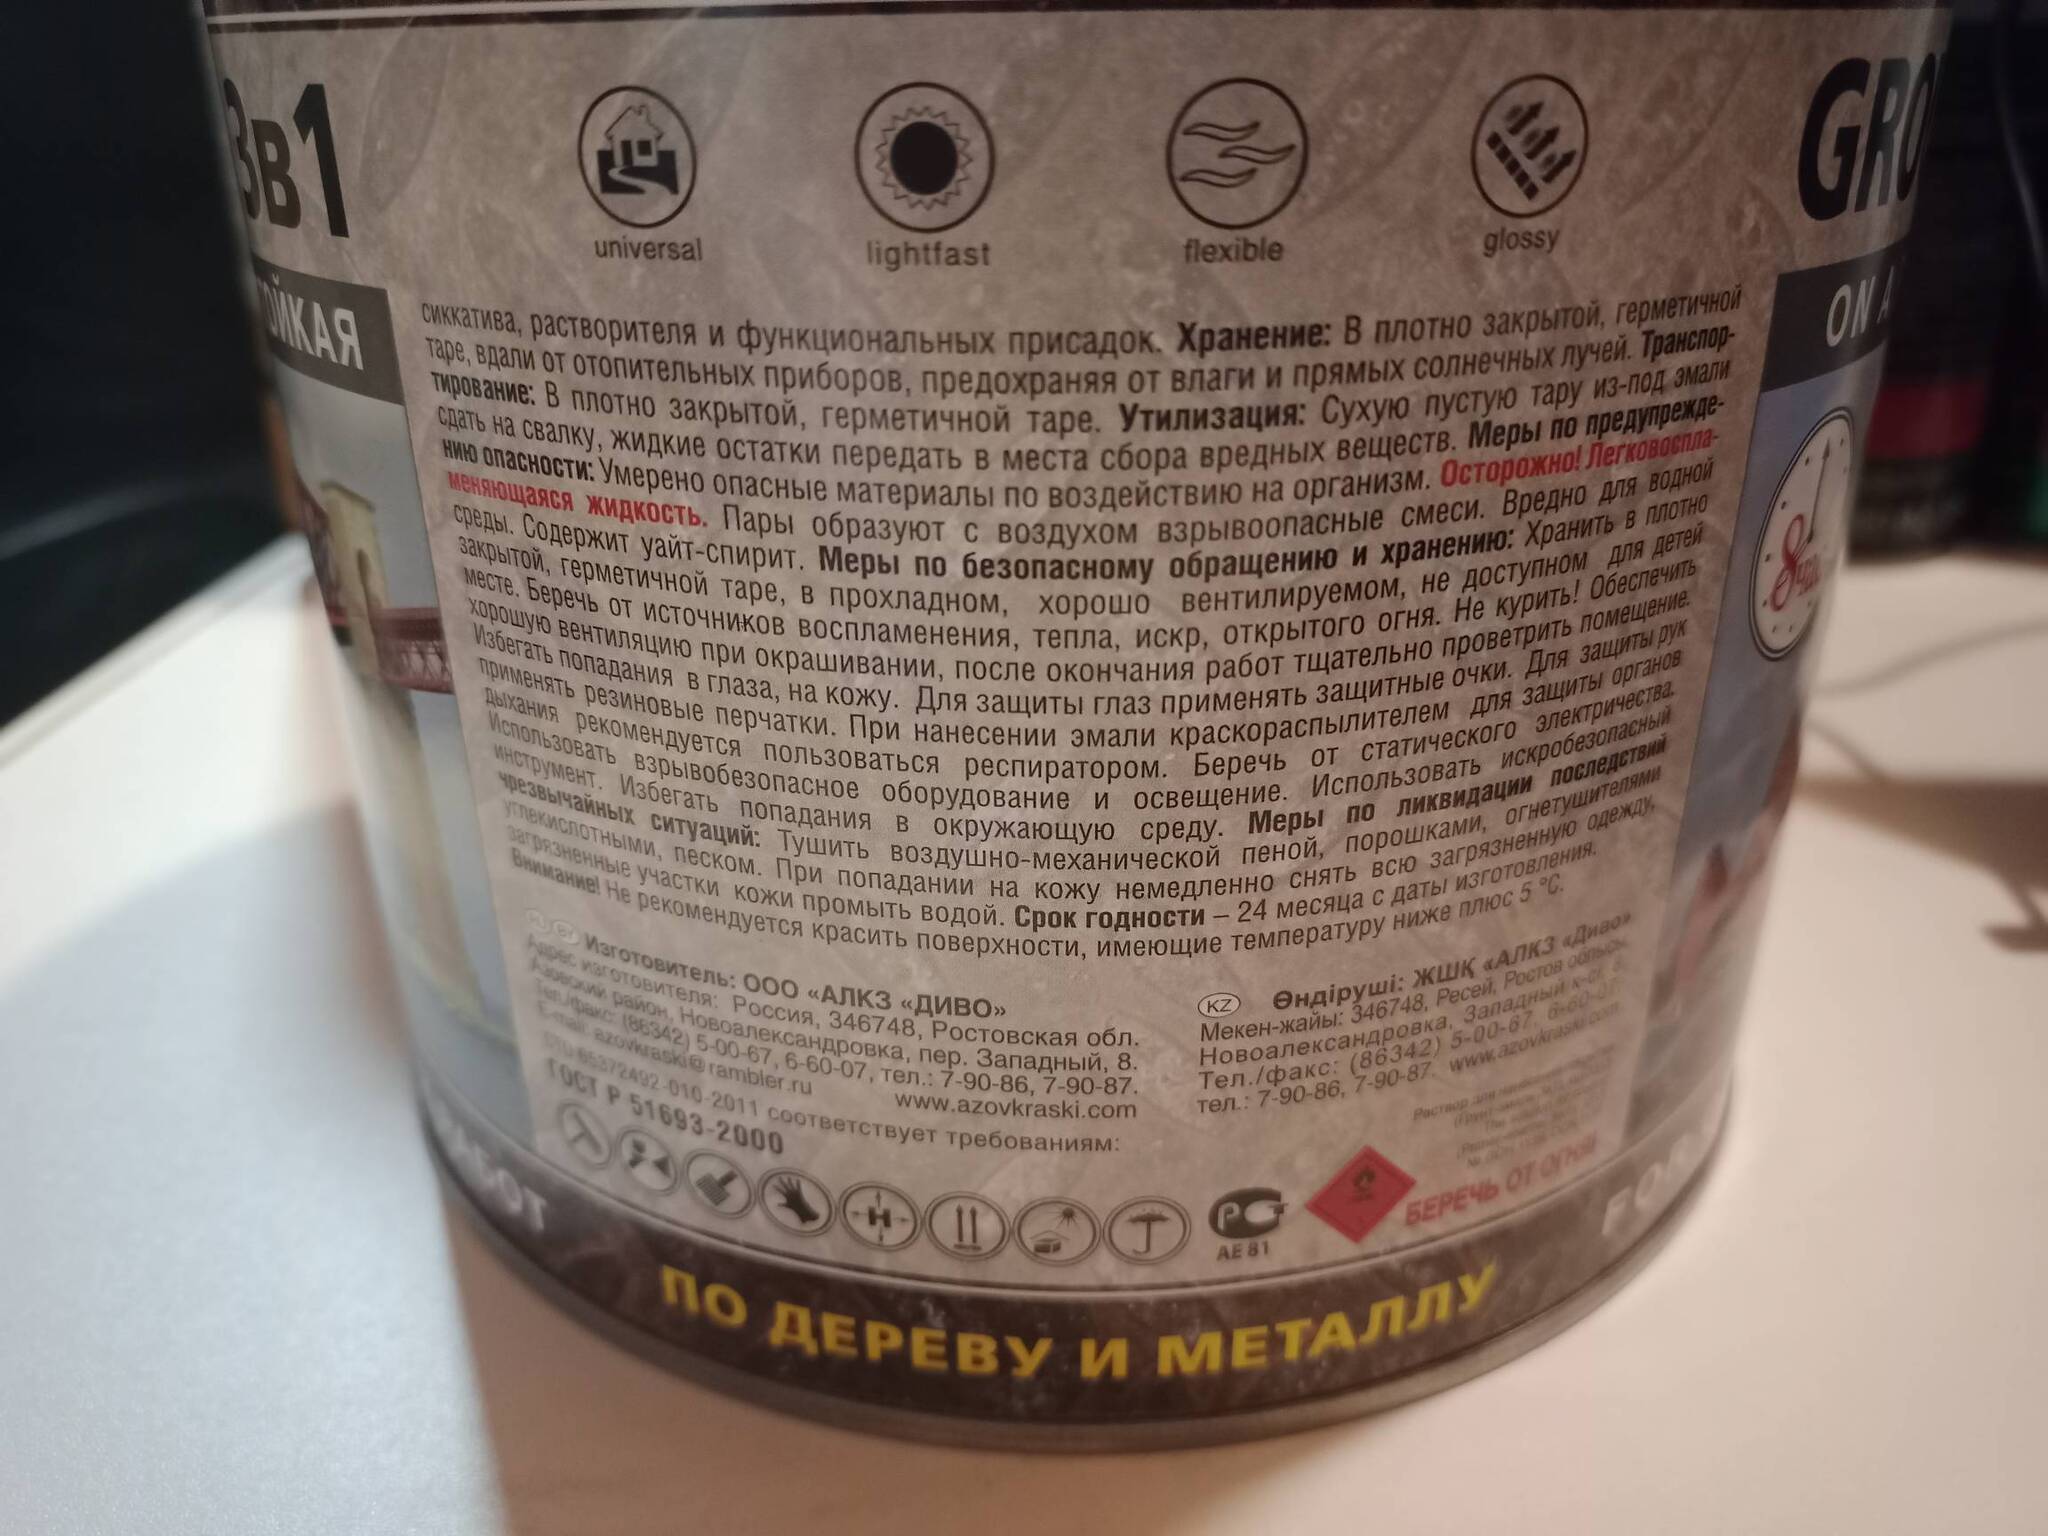 3в1
universal
lightfast
flexible
glossy
GRO
ОЙКАЯ
ON A
сиккатива, растворителя и функциональных присадок. Хранение: В плотно закрытой, герметичной
таре, вдали от отопительных приборов, предохраняя от влаги и прямых солнечных лучей. Транспор-
тирование: В плотно закрытой, герметичной таре. Утилизация: Сухую пустую тару из-под эмали
сдать на свалку, жидкие остатки передать в места сбора вредных веществ. Меры по предупрежде-
нию опасности: Умерено опасные материалы по воздействию на организм. Осторожно! Легковоспла-
меняющаяся жидкость. Пары образуют с воздухом взрывоопасные смеси. Вредно для водной
среды. Содержит уайт-спирит. Меры по безопасному обращению и хранению: Хранить в плотно
закрытой, герметичной таре, в прохладном, хорошо вентилируемом, не доступном для детей
месте. Беречь от источников воспламенения, тепла, искр, открытого огня. Не курить! Обеспечить
хорошую вентиляцию при окрашивании, после окончания работ тщательно проветрить помещение.
Избегать попадания в глаза, на кожу. Для защиты глаз применять защитные очки. Для защиты рук
применять резиновые перчатки. При нанесении эмали краскораспылителем для защиты органов
дыхания рекомендуется пользоваться респиратором. Беречь от статического электричества.
Использовать взрывобезопасное оборудование и освещение. Использовать искробезопасный
инструмент. Избегать попадания в окружающую среду. Меры по ликвидации последствий
чрезвычайных ситуаций: Тушить воздушно-механической пеной, порошками, огнетушителями
углекислотными, песком. При попадании на кожу немедленно снять всю загрязненную одежду,
загрязненные участки кожи промыть водой. Срок годности – 24 месяца с даты изготовления.
Внимание! Не рекомендуется красить поверхности, имеющие температуру ниже плюс 5 °С.
Изготовитель: ООО «АЛКЗ «ДИВО»
Адрес изготовителя: Россия, 346748, Ростовская обл.
Азовский район, Новоалександровка, пер. Западный, 8.
Тел./факс: (86342) 5-00-67, 6-60-07, тел.: 7-90-86, 7-90-87.
E-mail: azovkraski@rambler.ru www.azovkraski.com
СТО 65372492-010-2011 соответствует требованиям:
ГОСТ Р 51693-2000
KZ Өндіруші: ЖШҚ «АЛКЗ «Диво»
Мекен-жайы: 346748, Ресей, Ростов облысы,
Новоалександровка, Западный к-сі, 8.
Тел./факс: (86342) 5-00-67, 6-60-07,
тел.: 7-90-86, 7-90-87. www.azovkraski.com
РСТ
АЕ 81
БЕРЕЧЬ ОТ ОГНЯ!
ПО ДЕРЕВУ И МЕТАЛЛУ